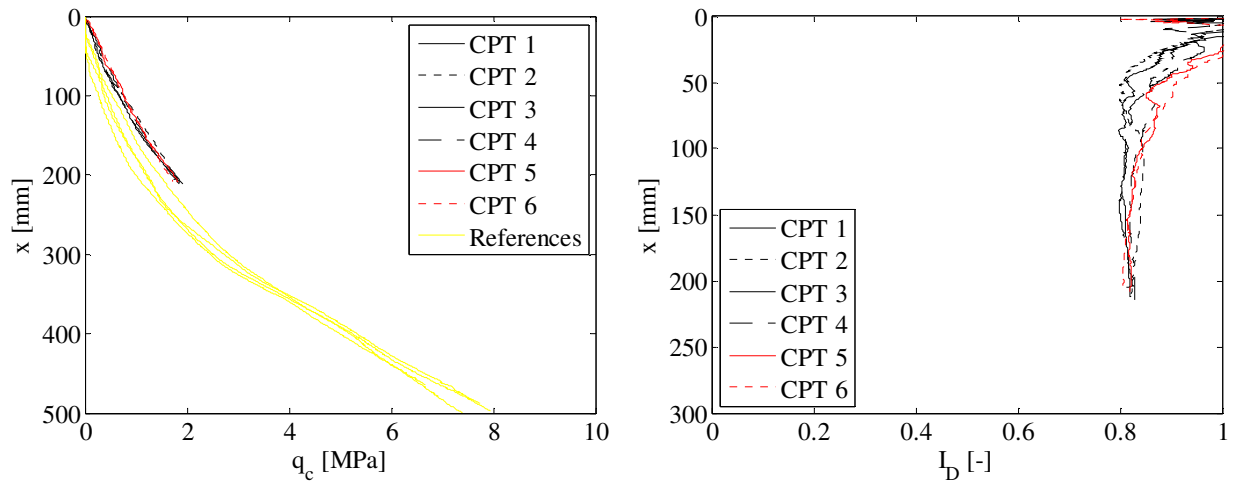 0
100
200
300
400
500
x [mm]
0
2
4
6
8
10
q_c [MPa]
CPT 1
CPT 2
CPT 3
CPT 4
CPT 5
CPT 6
References
0
50
100
150
200
250
300
x [mm]
0
0.2
0.4
0.6
0.8
1
I_D [-]
CPT 1
CPT 2
CPT 3
CPT 4
CPT 5
CPT 6